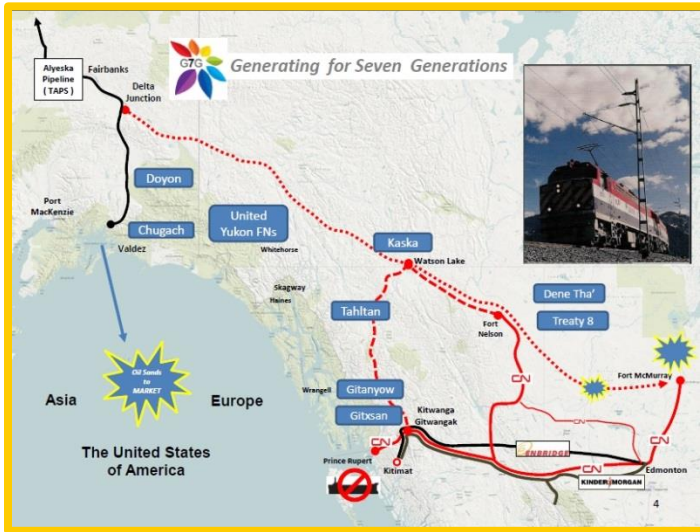 G7G
Generating for Seven Generations
Alyeska
Pipeline
( TAPS )
Fairbanks
Delta
Junction
Doyon
Port
MacKenzie
Chugach
United
Yukon FNs
Valdez
Whitehorse
Kaska
Watson Lake
Skagway
Haines
Tahltan
Dene Tha'
Treaty 8
Fort
Nelson
Oil Sands
to
MARKET
Fort McMurray
CN
Wrangell
Gitanyow
Asia
Europe
Gitxsan
Kitwanga
Gitwangak
CN
CN
ENBRIDGE
The United States
of America
Prince Rupert
CN
Kitimat
CN
CN
Edmonton
KINDER MORGAN
4